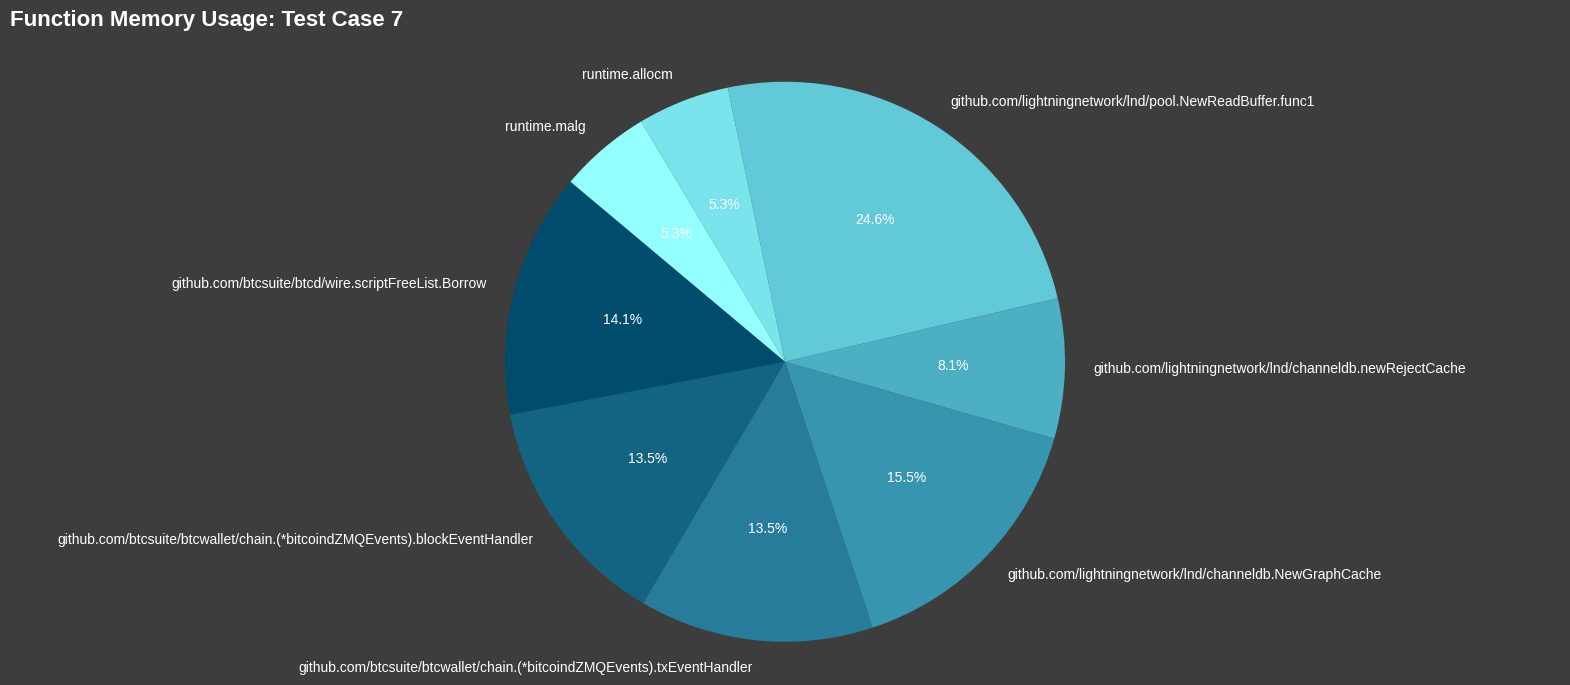 Function Memory Usage: Test Case 7
runtime.allocm
github.com/lightningnetwork/lnd/pool.NewReadBuffer.func1
runtime.malg
5.3%
24.6%
5.3%
github.com/btcsuite/btcd/wire.scriptFreeList.Borrow
14.1%
8.1%
github.com/lightningnetwork/lnd/channeldb.newRejectCache
13.5%
15.5%
13.5%
github.com/btcsuite/btcwallet/chain.(*bitcoindZMQEvents).blockEventHandler
github.com/lightningnetwork/lnd/channeldb.NewGraphCache
github.com/btcsuite/btcwallet/chain.(*bitcoindZMQEvents).txEventHandler